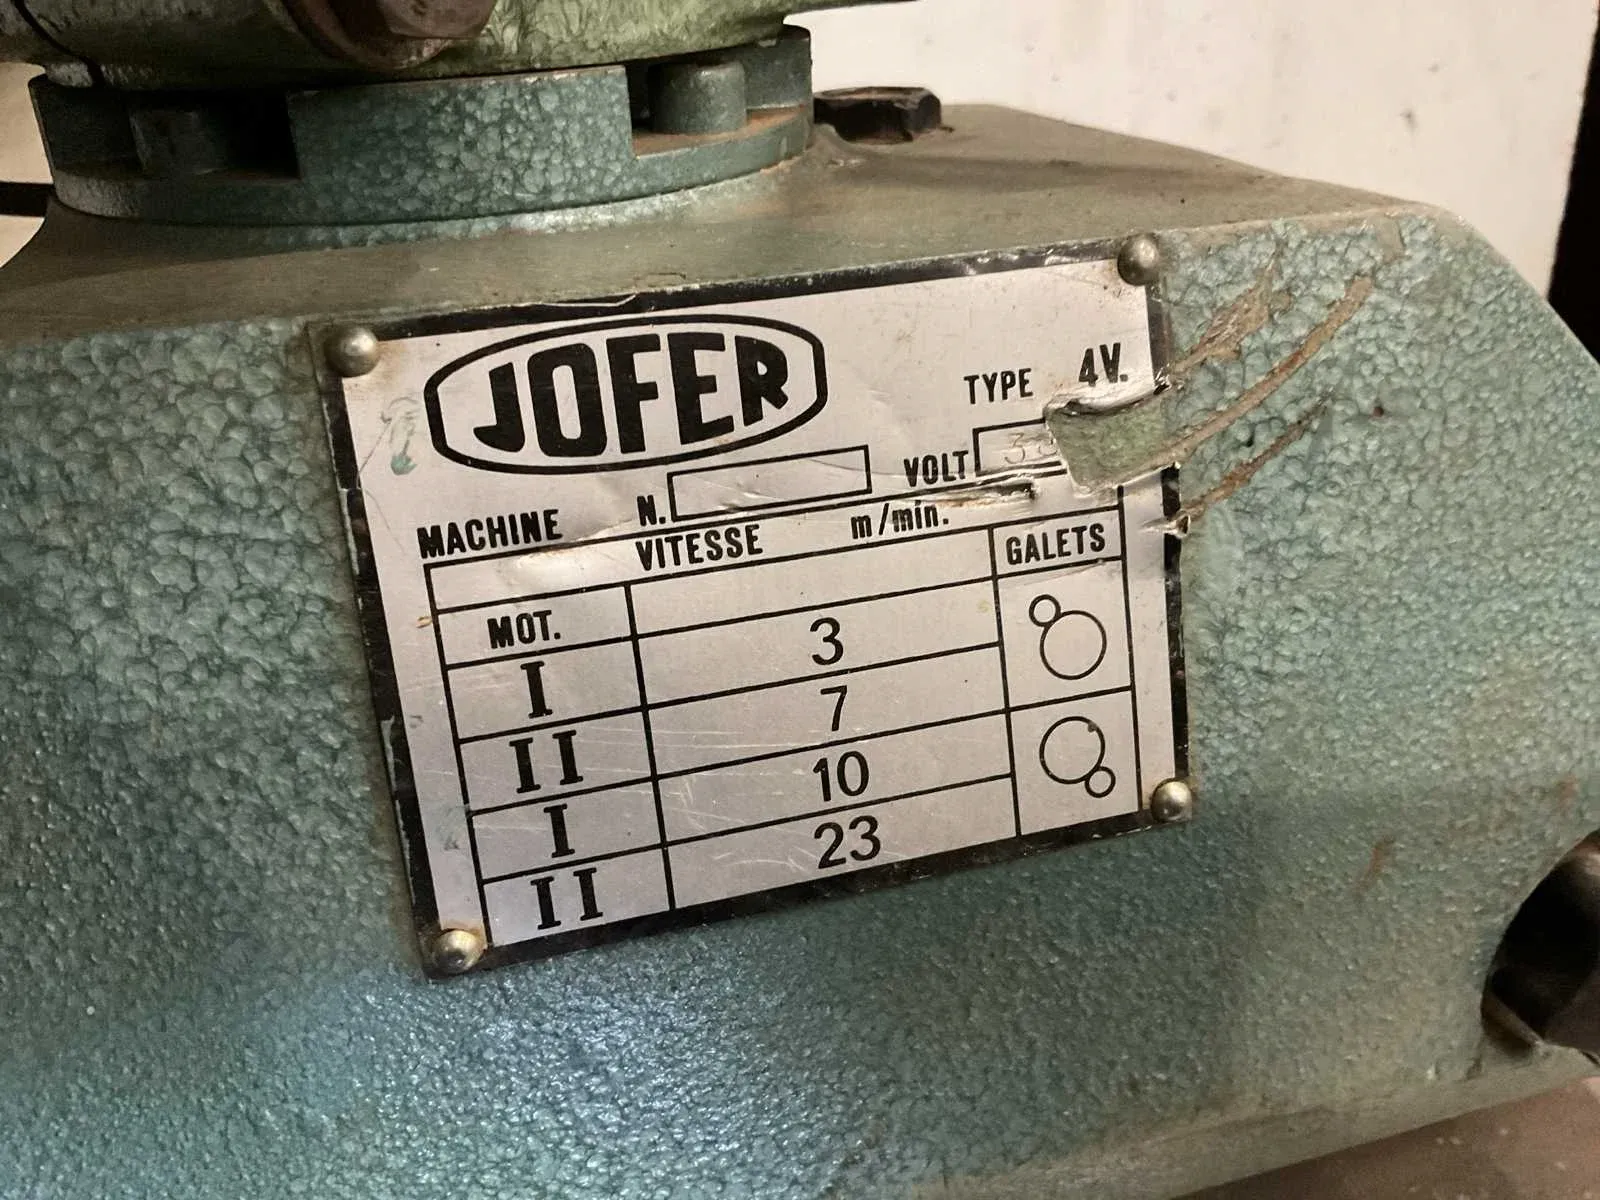 JOFER
TYPE 4V.
MACHINE N. VOLT
VITESSE m/min. GALETS
MOT.
I 3
II 7
I 10
II 23